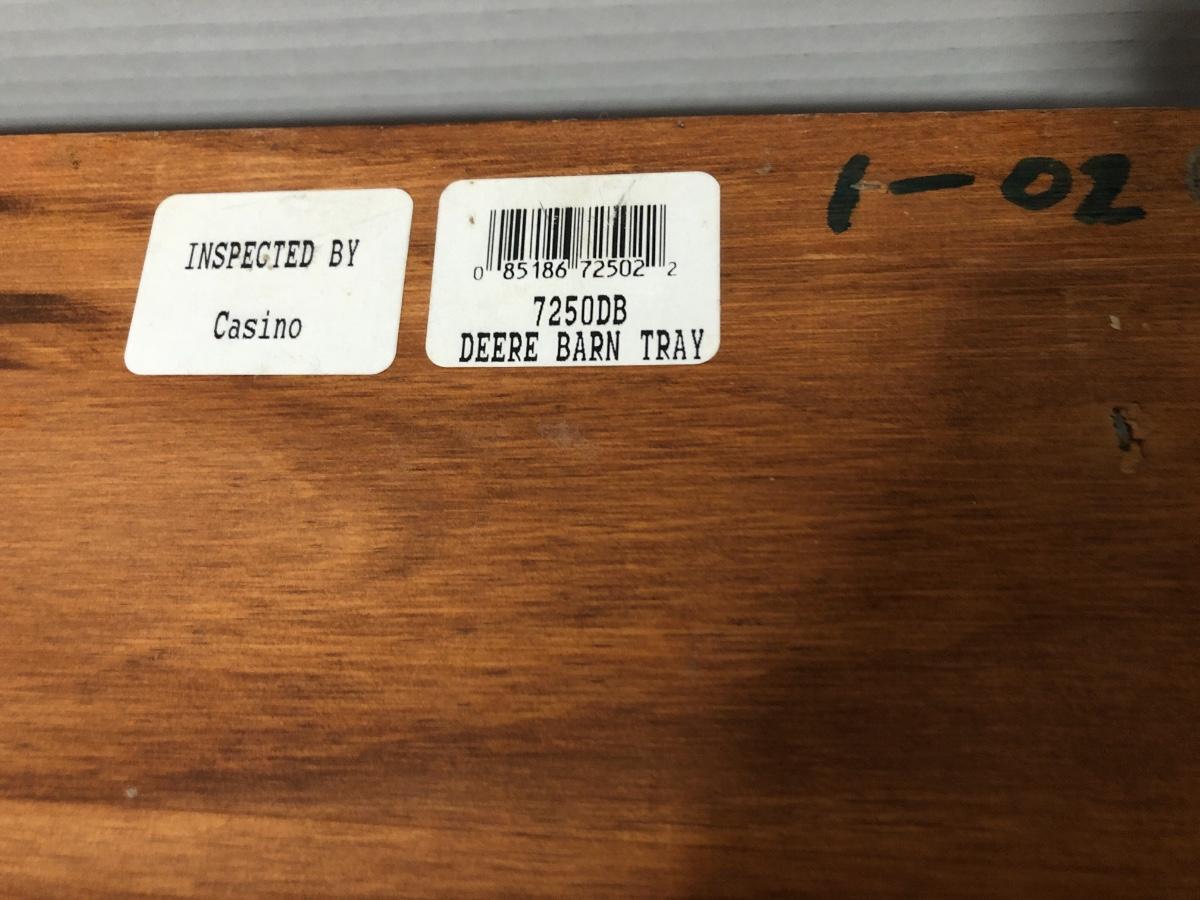 INSPECTED BY
Casino
0 85186 72502 2
7250DB
DEERE BARN TRAY
1-02